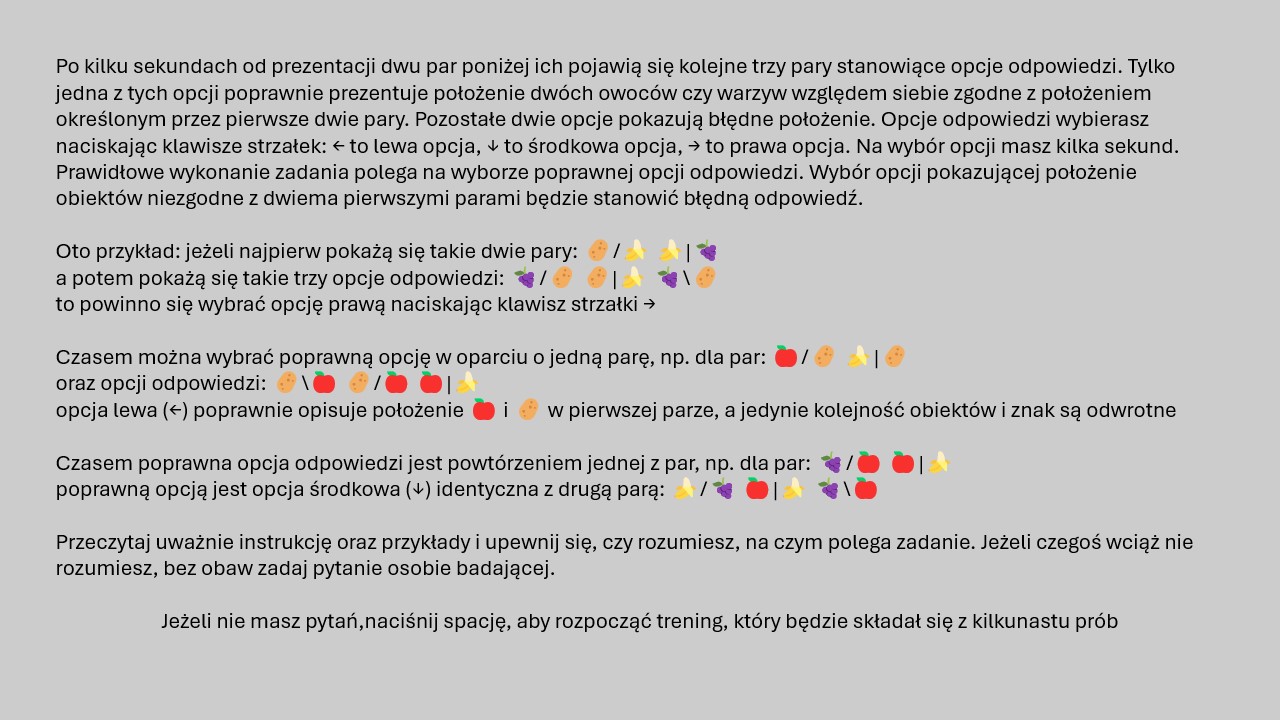 Po kilku sekundach od prezentacji dwu par poniżej ich pojawią się kolejne trzy pary stanowiące opcje odpowiedzi. Tylko
jedna z tych opcji poprawnie prezentuje położenie dwóch owoców czy warzyw względem siebie zgodne z położeniem
określonym przez pierwsze dwie pary. Pozostałe dwie opcje pokazują błędne położenie. Opcje odpowiedzi wybierasz
naciskając klawisze strzałek: ← to lewa opcja, ↓ to środkowa opcja, → to prawa opcja. Na wybór opcji masz kilka sekund.
Prawidłowe wykonanie zadania polega na wyborze poprawnej opcji odpowiedzi. Wybór opcji pokazującej położenie
obiektów niezgodne z dwiema pierwszymi parami będzie stanowić błędną odpowiedź.
Oto przykład: jeżeli najpierw pokażą się takie dwie pary: 🥔/🍌 🍌|🍇
a potem pokażą się takie trzy opcje odpowiedzi: 🍇/🥔 🥔|🍌 🍇\🥔
to powinno się wybrać opcję prawą naciskając klawisz strzałki →
Czasem można wybrać poprawną opcję w oparciu o jedną parę, np. dla par: 🍎/🥔 🍌|🥔
oraz opcji odpowiedzi: 🥔\🍎 🥔/🍎 🍎|🍌
opcja lewa (←) poprawnie opisuje położenie 🍎 i 🥔 w pierwszej parze, a jedynie kolejność obiektów i znak są odwrotne
Czasem poprawna opcja odpowiedzi jest powtórzeniem jednej z par, np. dla par: 🍇/🍎 🍎|🍌
poprawną opcją jest opcja środkowa (↓) identyczna z drugą parą: 🍌/🍇 🍎|🍌 🍇\🍎
Przeczytaj uważnie instrukcję oraz przykłady i upewnij się, czy rozumiesz, na czym polega zadanie. Jeżeli czegoś wciąż nie
rozumiesz, bez obaw zadaj pytanie osobie badającej.
Jeżeli nie masz pytań,naciśnij spację, aby rozpocząć trening, który będzie składał się z kilkunastu prób